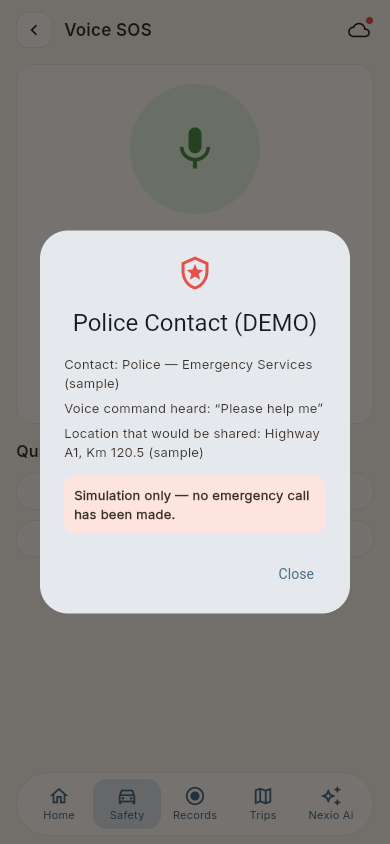 Voice SOS
Police Contact (DEMO)
Contact: Police — Emergency Services
(sample)
Voice command heard: “Please help me”
Location that would be shared: Highway
A1, Km 120.5 (sample)
Qu
Simulation only — no emergency call
has been made.
Close
Home
Safety
Records
Trips
Nexio Ai